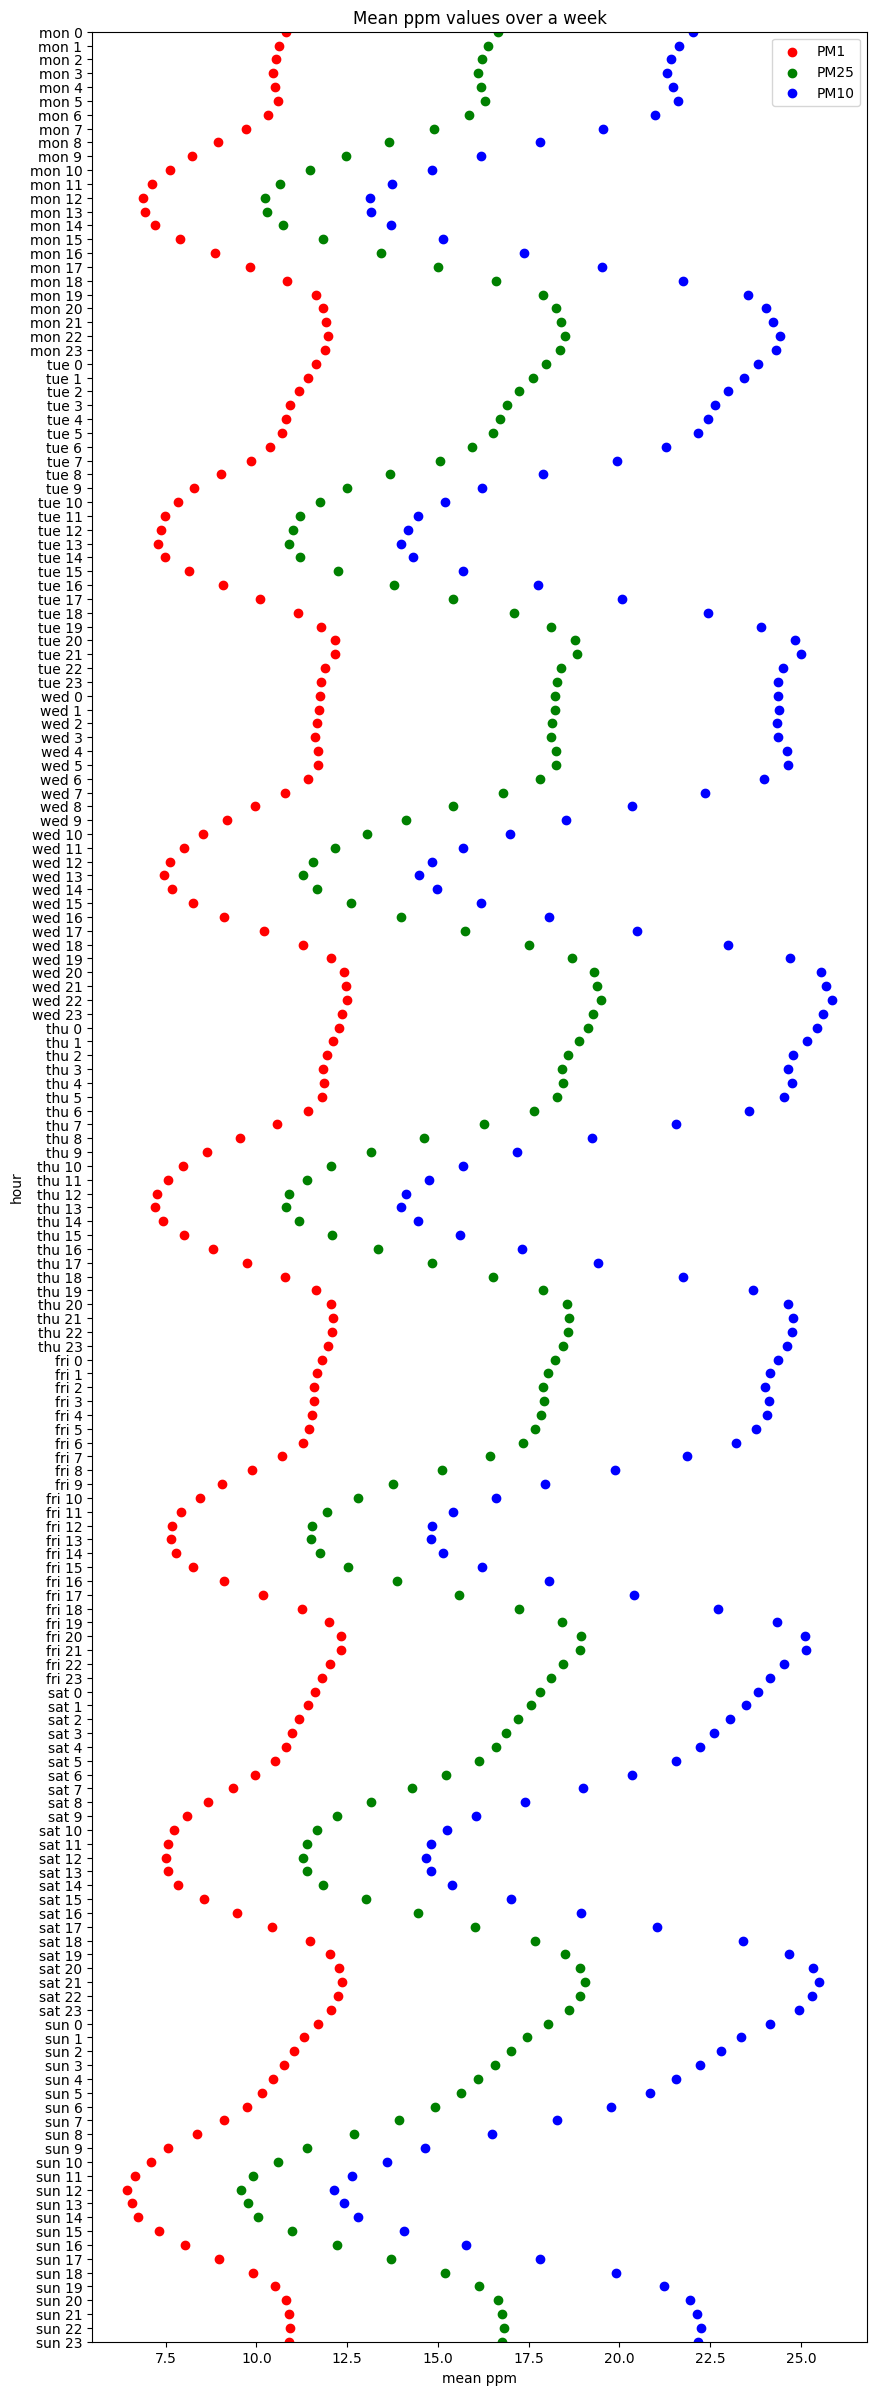 Mean ppm values over a week
PM1
PM25
PM10
mon 0
mon 1
mon 2
mon 3
mon 4
mon 5
mon 6
mon 7
mon 8
mon 9
mon 10
mon 11
mon 12
mon 13
mon 14
mon 15
mon 16
mon 17
mon 18
mon 19
mon 20
mon 21
mon 22
mon 23
tue 0
tue 1
tue 2
tue 3
tue 4
tue 5
tue 6
tue 7
tue 8
tue 9
tue 10
tue 11
tue 12
tue 13
tue 14
tue 15
tue 16
tue 17
tue 18
tue 19
tue 20
tue 21
tue 22
tue 23
wed 0
wed 1
wed 2
wed 3
wed 4
wed 5
wed 6
wed 7
wed 8
wed 9
wed 10
wed 11
wed 12
wed 13
wed 14
wed 15
wed 16
wed 17
wed 18
wed 19
wed 20
wed 21
wed 22
wed 23
thu 0
thu 1
thu 2
thu 3
thu 4
thu 5
thu 6
thu 7
thu 8
thu 9
thu 10
thu 11
thu 12
thu 13
thu 14
thu 15
thu 16
thu 17
thu 18
thu 19
thu 20
thu 21
thu 22
thu 23
fri 0
fri 1
fri 2
fri 3
fri 4
fri 5
fri 6
fri 7
fri 8
fri 9
fri 10
fri 11
fri 12
fri 13
fri 14
fri 15
fri 16
fri 17
fri 18
fri 19
fri 20
fri 21
fri 22
fri 23
sat 0
sat 1
sat 2
sat 3
sat 4
sat 5
sat 6
sat 7
sat 8
sat 9
sat 10
sat 11
sat 12
sat 13
sat 14
sat 15
sat 16
sat 17
sat 18
sat 19
sat 20
sat 21
sat 22
sat 23
sun 0
sun 1
sun 2
sun 3
sun 4
sun 5
sun 6
sun 7
sun 8
sun 9
sun 10
sun 11
sun 12
sun 13
sun 14
sun 15
sun 16
sun 17
sun 18
sun 19
sun 20
sun 21
sun 22
sun 23
hour
7.5 10.0 12.5 15.0 17.5 20.0 22.5 25.0
mean ppm